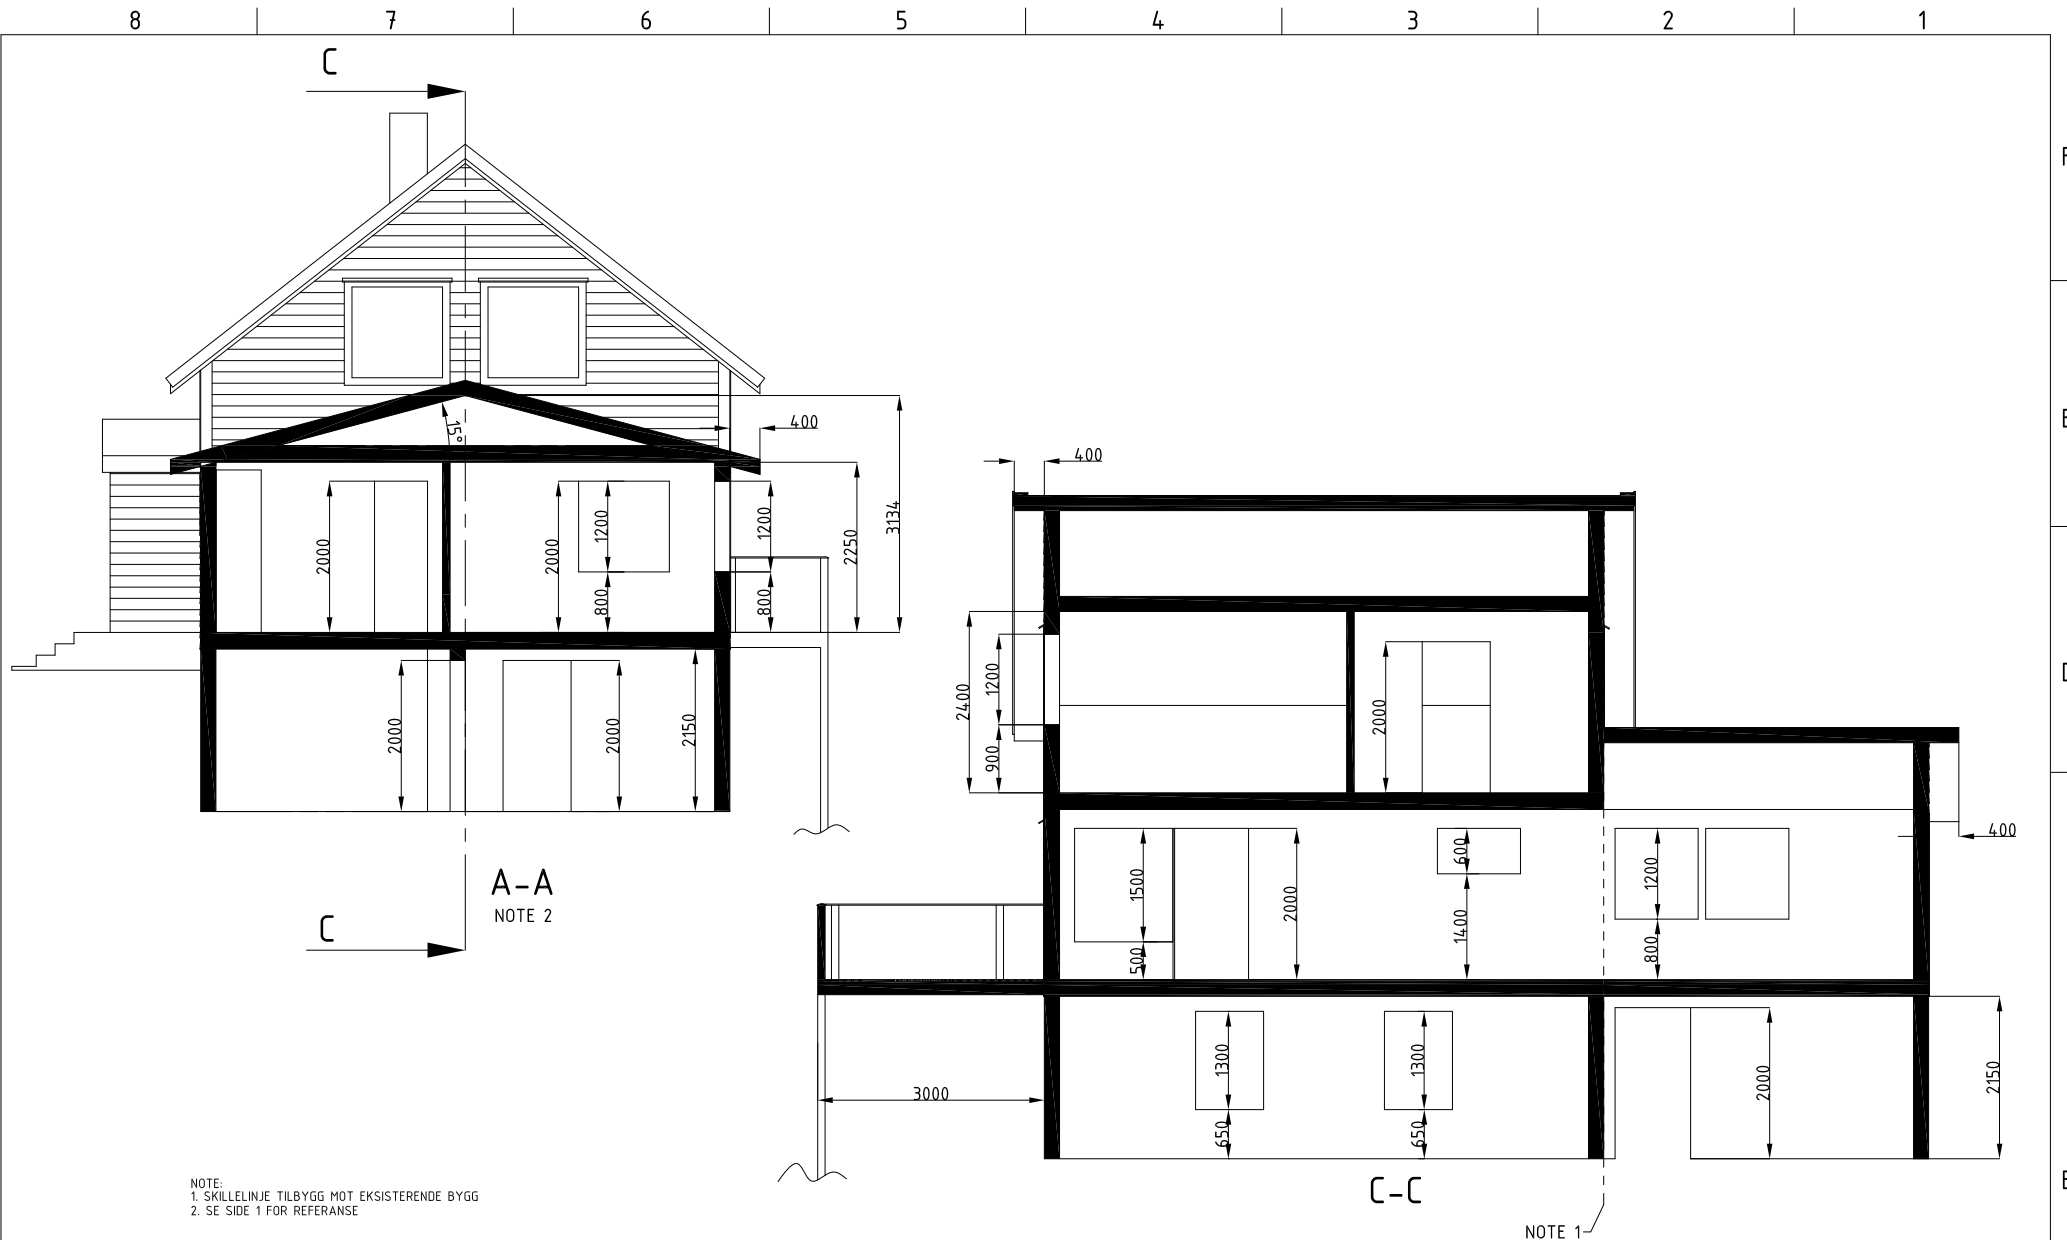 8 7 6 5 4 3 2 1
C
F
E
D
E
15°
400
3134
2250
1200
800
2000
2000
1200
800
2000
2000
2150
A-A
NOTE 2
C
400
2400
1200
900
2000
400
1500
500
2000
600
1400
1200
800
3000
1300
650
1300
650
2000
2150
C-C
NOTE 1
NOTE:
1. SKILLELINJE TILBYGG MOT EKSISTERENDE BYGG
2. SE SIDE 1 FOR REFERANSE